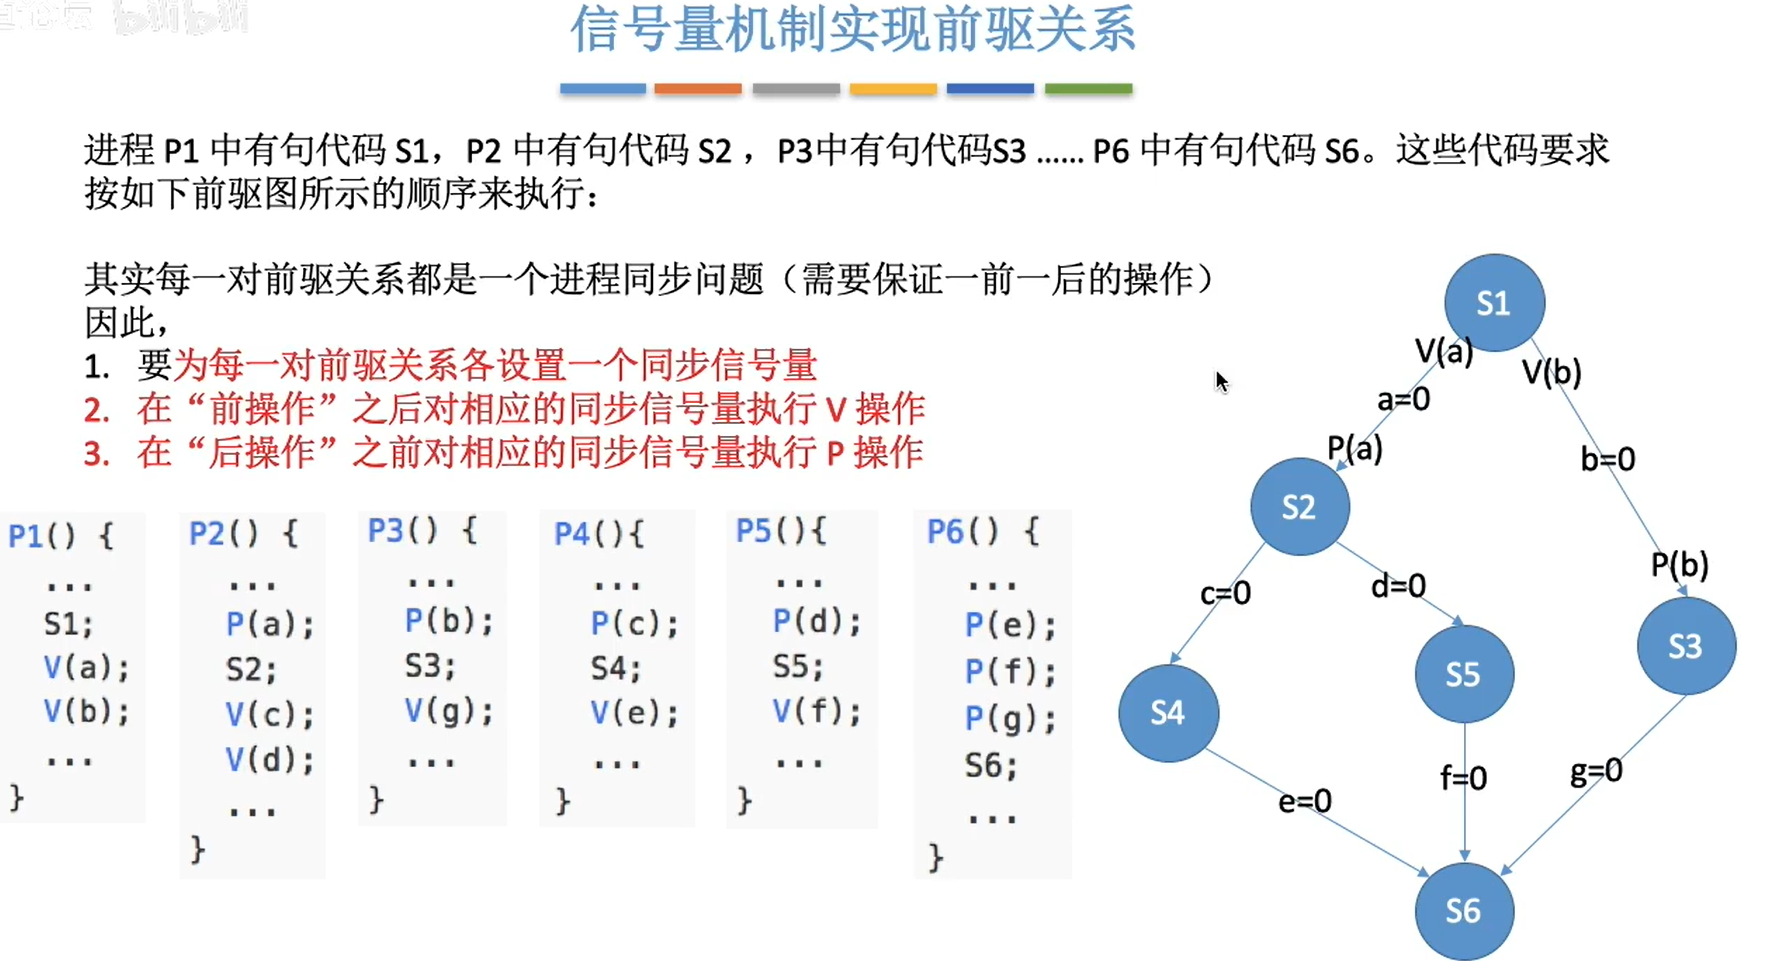 bilibili
信号量机制实现前驱关系
进程 P1 中有句代码 S1，P2 中有句代码 S2 ，P3中有句代码S3 ...... P6 中有句代码 S6。这些代码要求
按如下前驱图所示的顺序来执行：
其实每一对前驱关系都是一个进程同步问题（需要保证一前一后的操作）
因此，
1. 要为每一对前驱关系各设置一个同步信号量
2. 在“前操作”之后对相应的同步信号量执行 V 操作
3. 在“后操作”之前对相应的同步信号量执行 P 操作
P1() {
...
S1;
V(a);
V(b);
...
}
P2() {
...
P(a);
S2;
V(c);
V(d);
...
}
P3() {
...
P(b);
S3;
V(g);
...
}
P4(){
...
P(c);
S4;
V(e);
...
}
P5(){
...
P(d);
S5;
V(f);
...
}
P6() {
...
P(e);
P(f);
P(g);
S6;
...
}
S1
V(a)
V(b)
a=0
P(a)
b=0
S2
P(b)
c=0
d=0
S3
S5
S4
f=0
g=0
e=0
S6